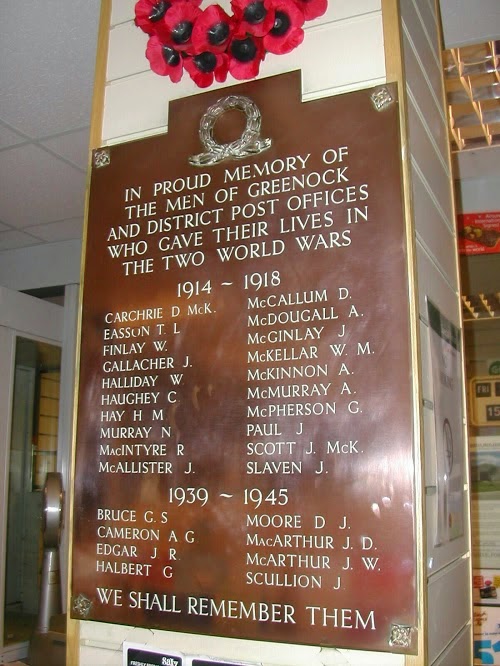 IN PROUD MEMORY OF
THE MEN OF GREENOCK
AND DISTRICT POST OFFICES
WHO GAVE THEIR LIVES IN
THE TWO WORLD WARS
1914 ~ 1918
CARCHRIE D McK.
EASSON T L
FINLAY W.
GALLACHER J.
HALLIDAY W.
HAUGHEY C
HAY H M
MURRAY N
MACINTYRE R
McALLISTER J.
McCALLUM D.
McDOUGALL A.
McGINLAY J
McKELLAR W. M.
McKINNON A.
McMURRAY A.
McPHERSON G.
PAUL J
SCOTT J. McK.
SLAVEN J.
1939 ~ 1945
BRUCE G. S
CAMERON A G
EDGAR J R.
HALBERT G
MOORE D J.
MACARTHUR J. D.
McARTHUR J. W.
SCULLION J
WE SHALL REMEMBER THEM